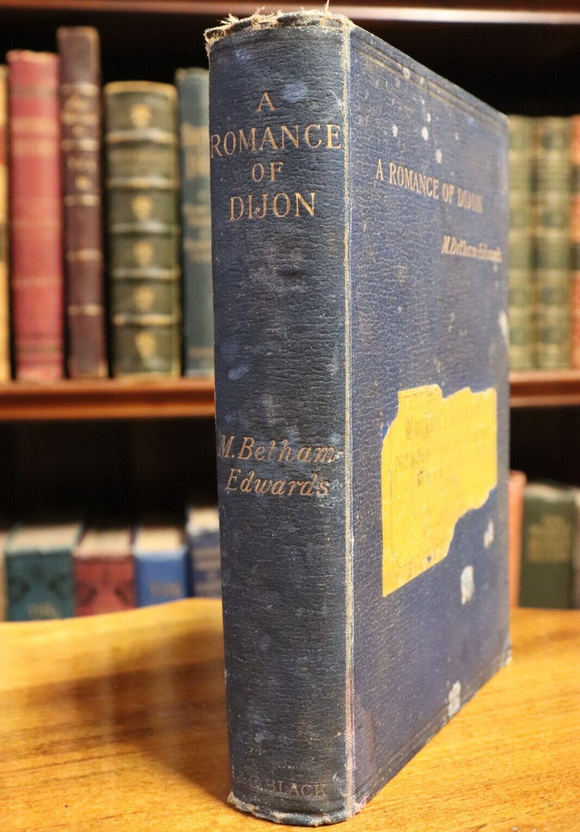 A
ROMANCE
OF
DIJON
M. Betham-
Edwards
BLACK
A ROMANCE OF DIJON
M. Betham-Edwards